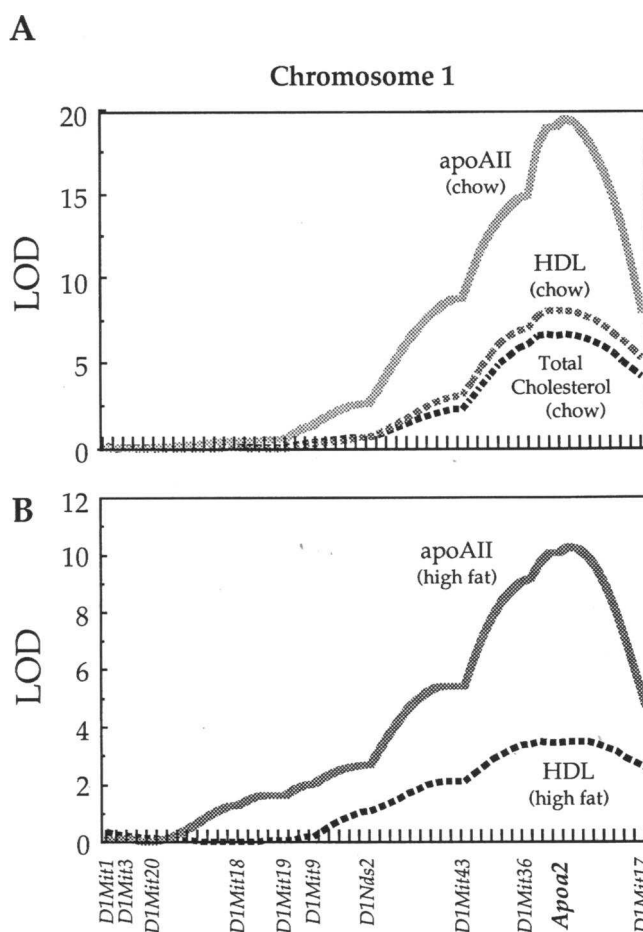 A
Chromosome 1
20
15
10
5
0
LOD
apoAII
(chow)
HDL
(chow)
Total
Cholesterol
(chow)
B
12
10
8
6
4
2
0
LOD
apoAII
(high fat)
HDL
(high fat)
D1Mit1
D1Mit3
D1Mit20
D1Mit18
D1Mit19
D1Mit9
D1Nds2
D1Mit43
D1Mit36
Apoa2
D1Mit17